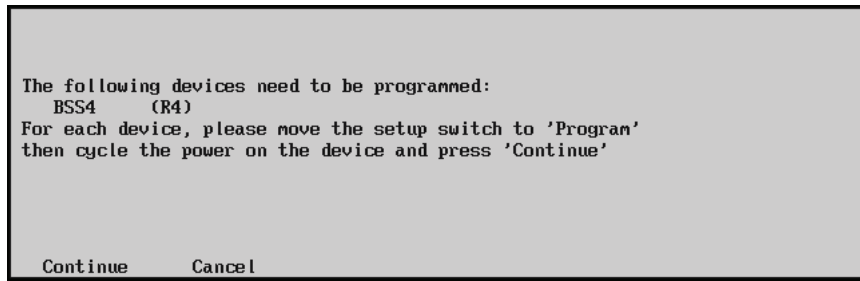 The following devices need to be programmed:
BSS4 (R4)
For each device, please move the setup switch to 'Program'
then cycle the power on the device and press 'Continue'
Continue Cancel